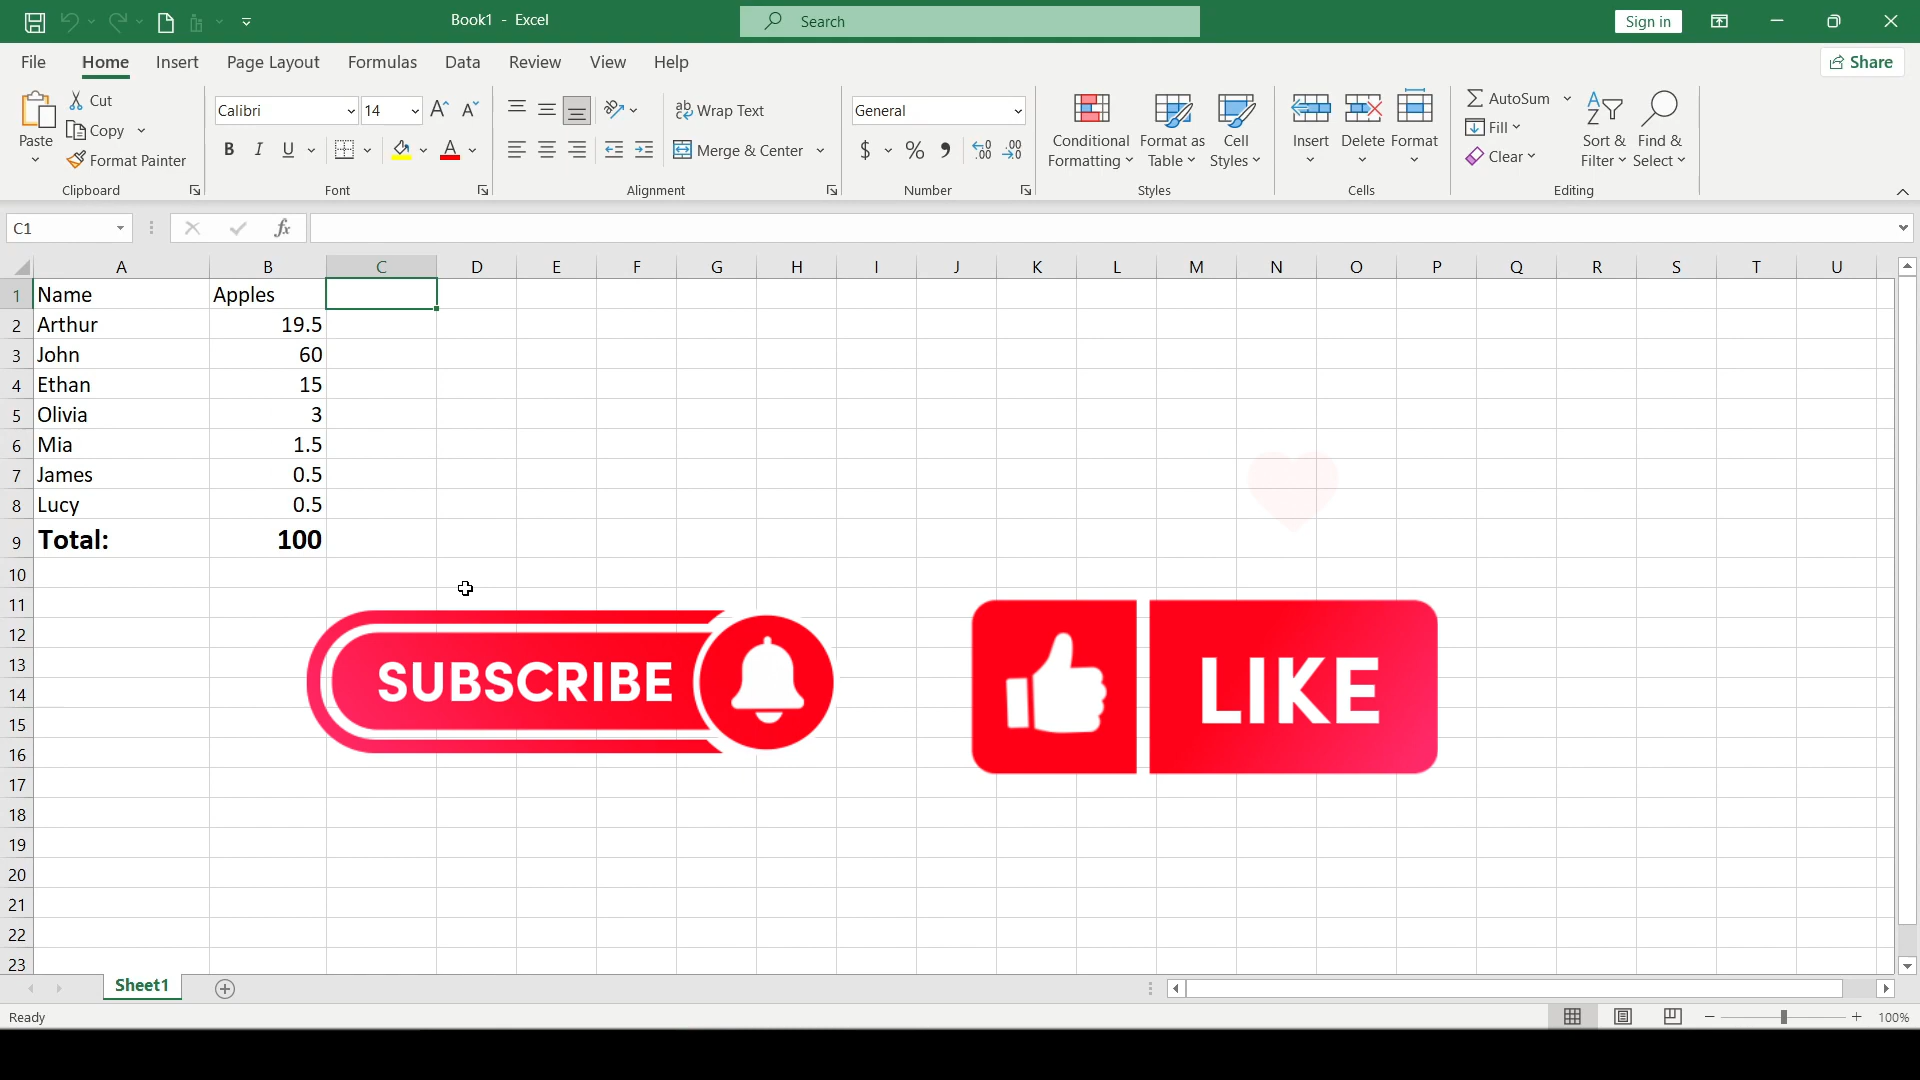 Book1 - Excel
Search
Sign in
File Home Insert Page Layout Formulas Data Review View Help
Share
Paste
Cut
Copy
Format Painter
Clipboard
Calibri 14
B I U
Font
Wrap Text
Merge & Center
Alignment
General
$ % 9
Number
Conditional Formatting
Format as Table
Cell Styles
Styles
Insert Delete Format
Cells
AutoSum
Fill
Clear
Sort & Filter
Find & Select
Editing
C1
fx
A B C D E F G H I J K L M N O P Q R S T U
1 Name Apples
2 Arthur 19.5
3 John 60
4 Ethan 15
5 Olivia 3
6 Mia 1.5
7 James 0.5
8 Lucy 0.5
9 Total: 100
10
11
12
13
14
15
16
17
18
19
20
21
22
23
SUBSCRIBE
LIKE
Sheet1
Ready
100%